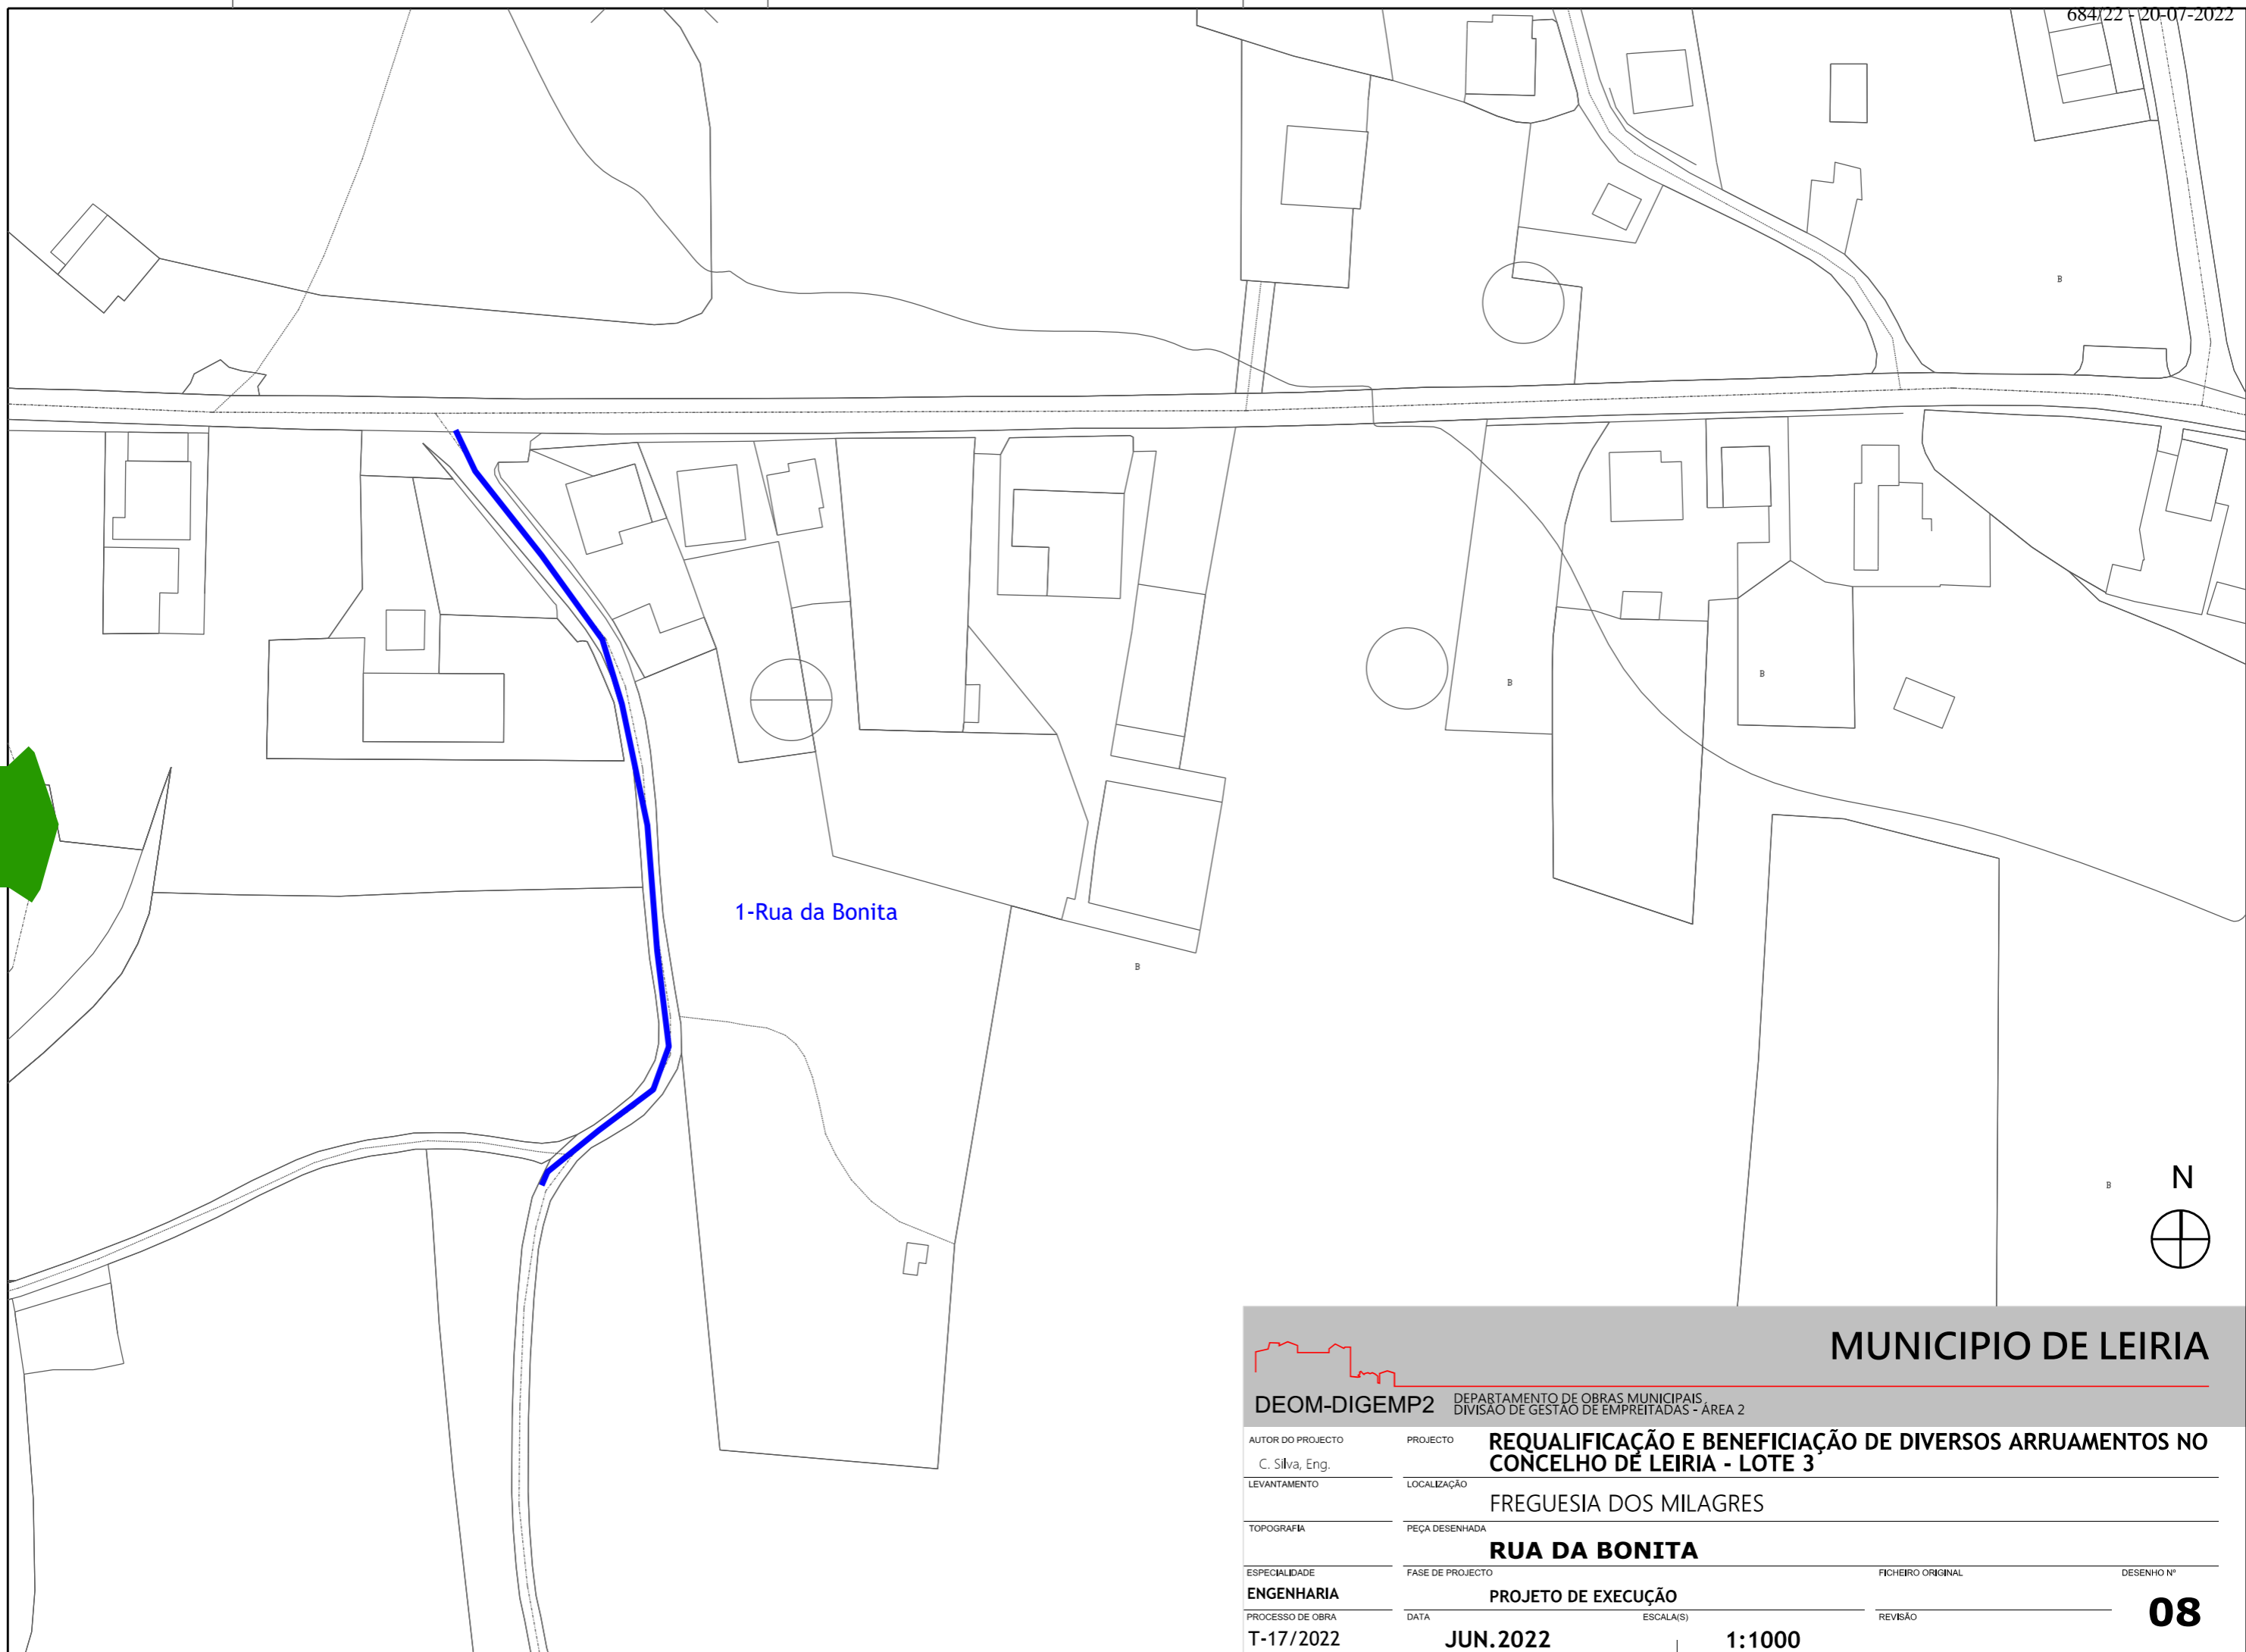 684/22 - 20-07-2022
B
B
B
1-Rua da Bonita
B
B
N
MUNICIPIO DE LEIRIA
DEOM-DIGEMP2
DEPARTAMENTO DE OBRAS MUNICIPAIS
DIVISÃO DE GESTÃO DE EMPREITADAS - ÁREA 2
AUTOR DO PROJECTO
C. Silva, Eng.
PROJECTO
REQUALIFICAÇÃO E BENEFICIAÇÃO DE DIVERSOS ARRUAMENTOS NO
CONCELHO DE LEIRIA - LOTE 3
LEVANTAMENTO
LOCALIZAÇÃO
FREGUESIA DOS MILAGRES
TOPOGRAFIA
PEÇA DESENHADA
RUA DA BONITA
ESPECIALIDADE
ENGENHARIA
FASE DE PROJECTO
PROJETO DE EXECUÇÃO
FICHEIRO ORIGINAL
DESENHO Nº
08
PROCESSO DE OBRA
T-17/2022
DATA
JUN.2022
ESCALA(S)
1:1000
REVISÃO